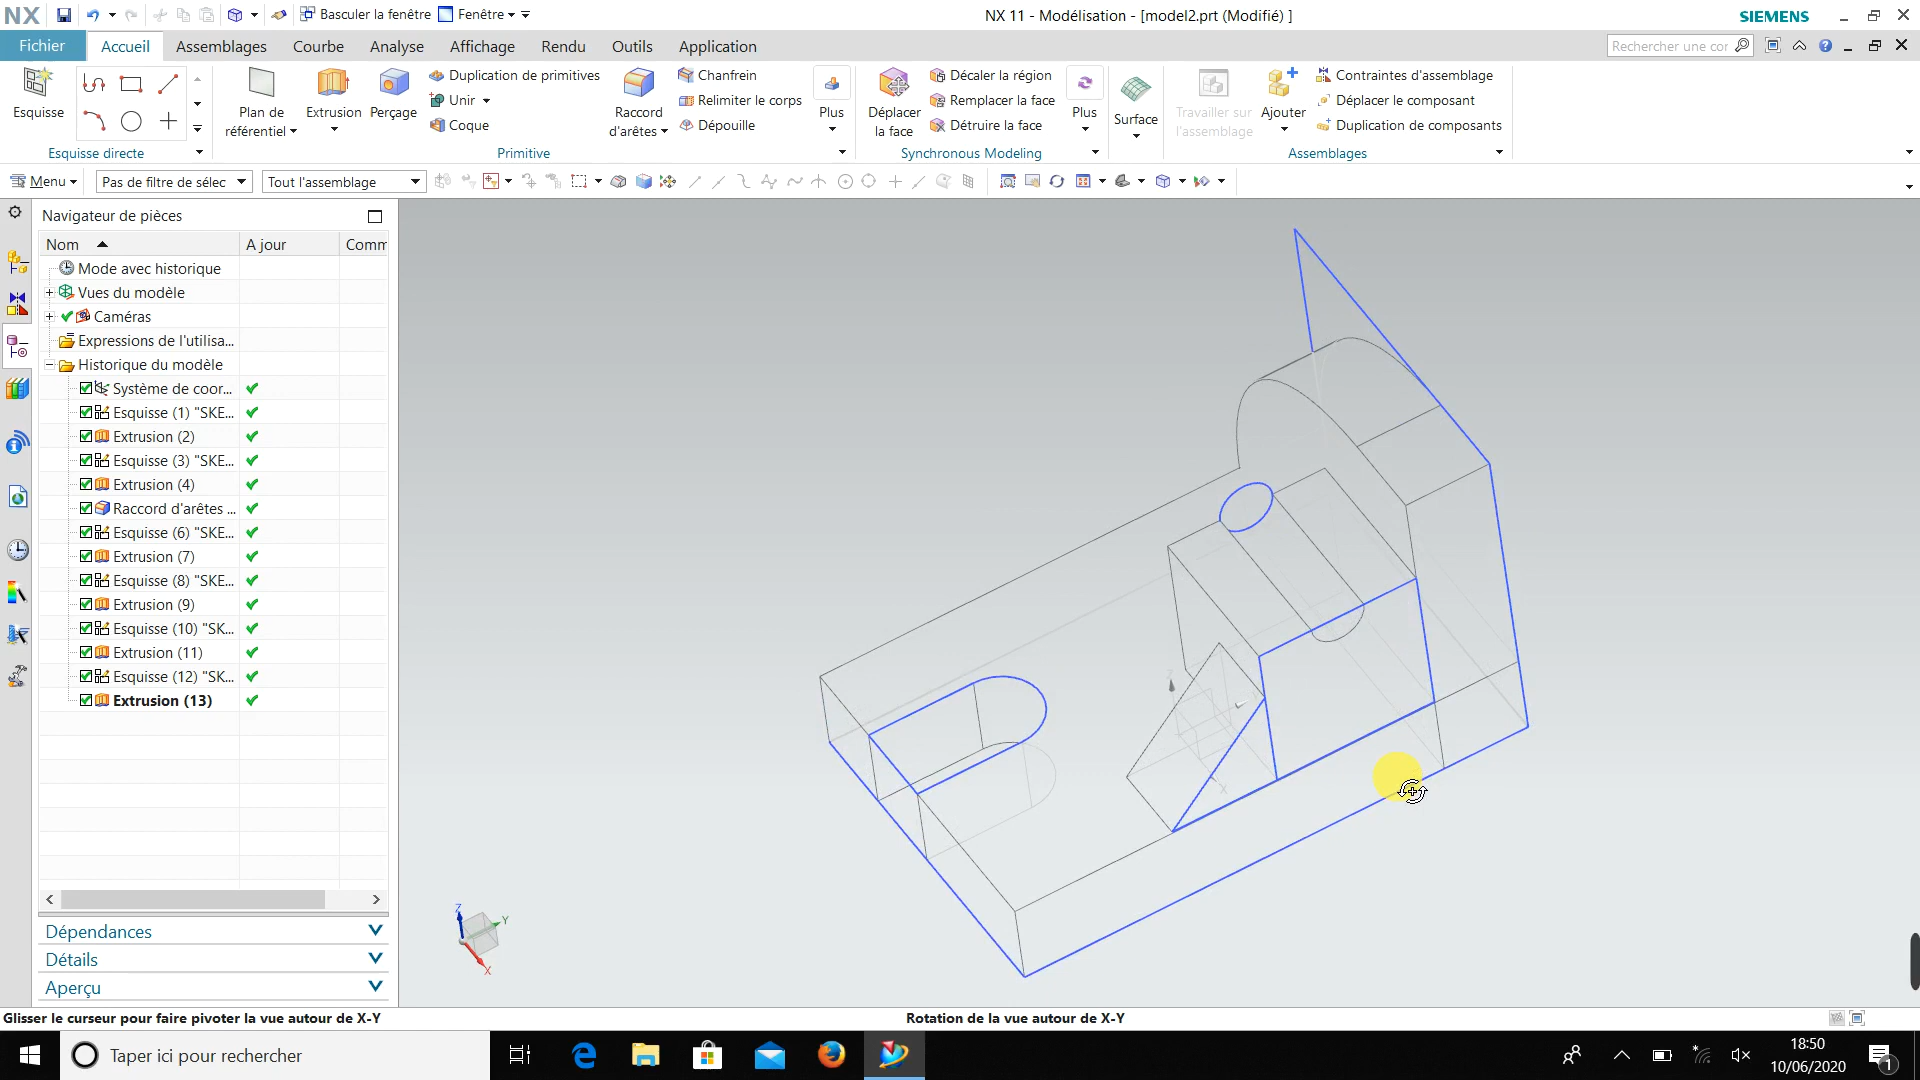 NX Basculer la fenêtre Fenêtre NX 11 - Modélisation - [model2.prt (Modifié) ] SIEMENS
Fichier Accueil Assemblages Courbe Analyse Affichage Rendu Outils Application Rechercher une cor
Esquisse
Esquisse directe
Plan de référentiel
Extrusion
Perçage
Duplication de primitives
Unir
Coque
Raccord d'arêtes
Chanfrein
Relimiter le corps
Dépouille
Plus
Primitive
Déplacer la face
Décaler la région
Remplacer la face
Détruire la face
Plus
Synchronous Modeling
Surface
Travailler sur l'assemblage
Ajouter
Contraintes d'assemblage
Déplacer le composant
Duplication de composants
Assemblages
Menu Pas de filtre de sélec Tout l'assemblage
Navigateur de pièces
Nom A jour Comm
Mode avec historique
Vues du modèle
Caméras
Expressions de l'utilisa...
Historique du modèle
Système de coor...
Esquisse (1) "SKE...
Extrusion (2)
Esquisse (3) "SKE...
Extrusion (4)
Raccord d'arêtes ...
Esquisse (6) "SKE...
Extrusion (7)
Esquisse (8) "SKE...
Extrusion (9)
Esquisse (10) "SK...
Extrusion (11)
Esquisse (12) "SK...
Extrusion (13)
Dépendances
Détails
Aperçu
Z
X
Z
Y
X
Glisser le curseur pour faire pivoter la vue autour de X-Y Rotation de la vue autour de X-Y
Taper ici pour rechercher
18:50
10/06/2020
1